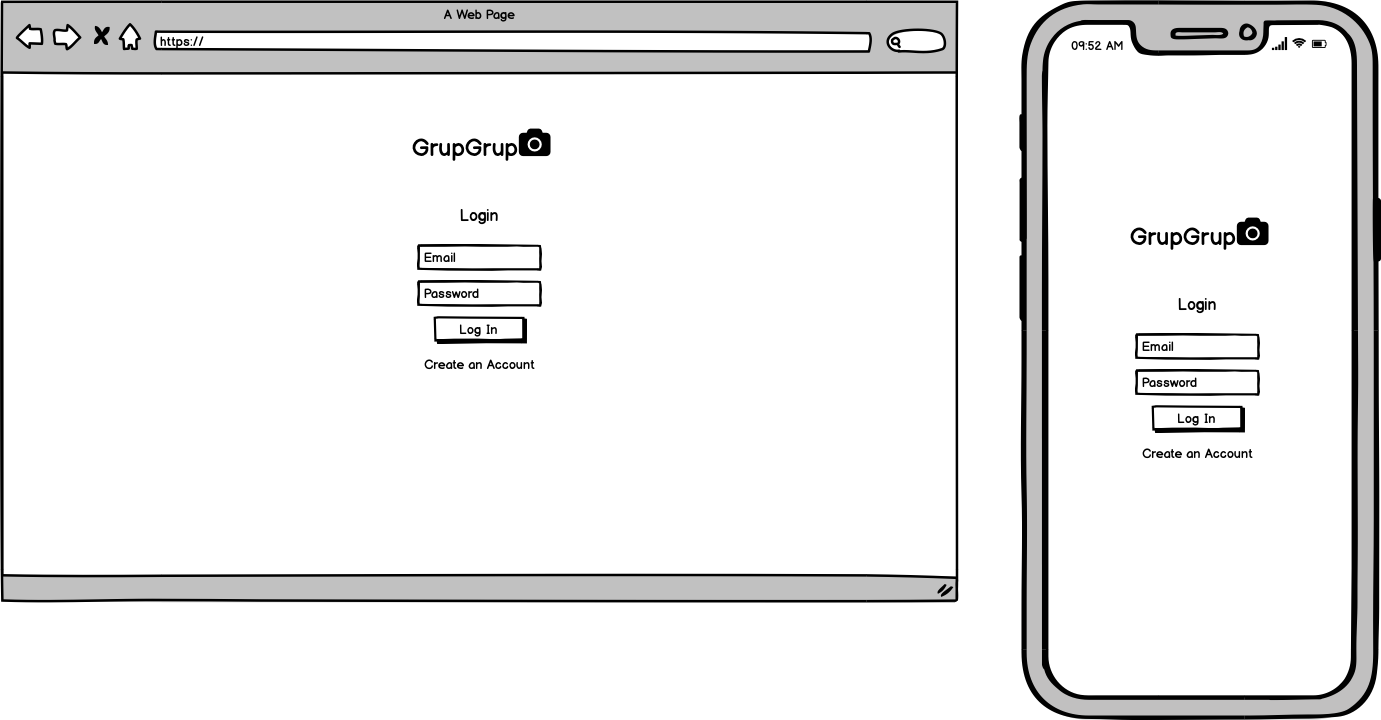 A Web Page
https://
GrupGrup
Login
Email
Password
Log In
Create an Account
09:52 AM
GrupGrup
Login
Email
Password
Log In
Create an Account